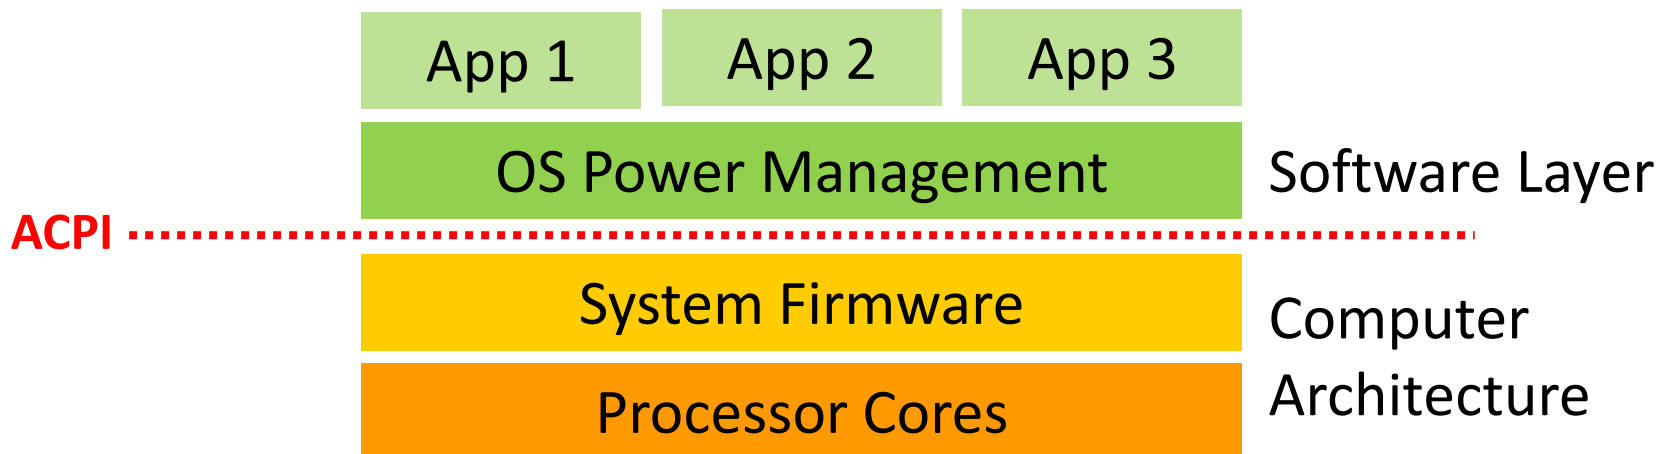 App 1
App 2
App 3
OS Power Management
Software Layer
ACPI
System Firmware
Computer
Architecture
Processor Cores